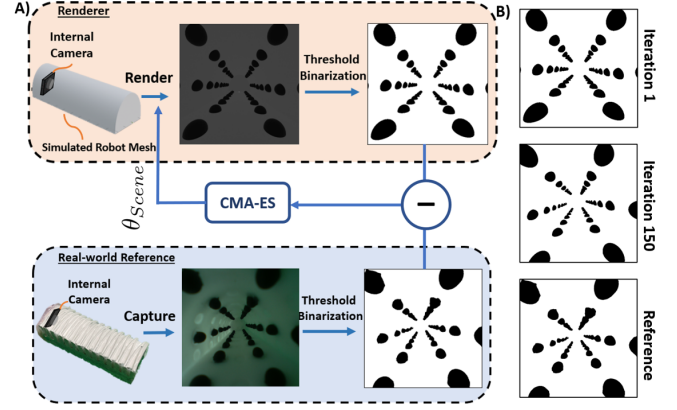 A)
Renderer
Internal
Camera
Render
Threshold
Binarization
Simulated Robot Mesh
θScene
CMA-ES
−
Real-world Reference
Internal
Camera
Capture
Threshold
Binarization
B)
Iteration 1
Iteration 150
Reference